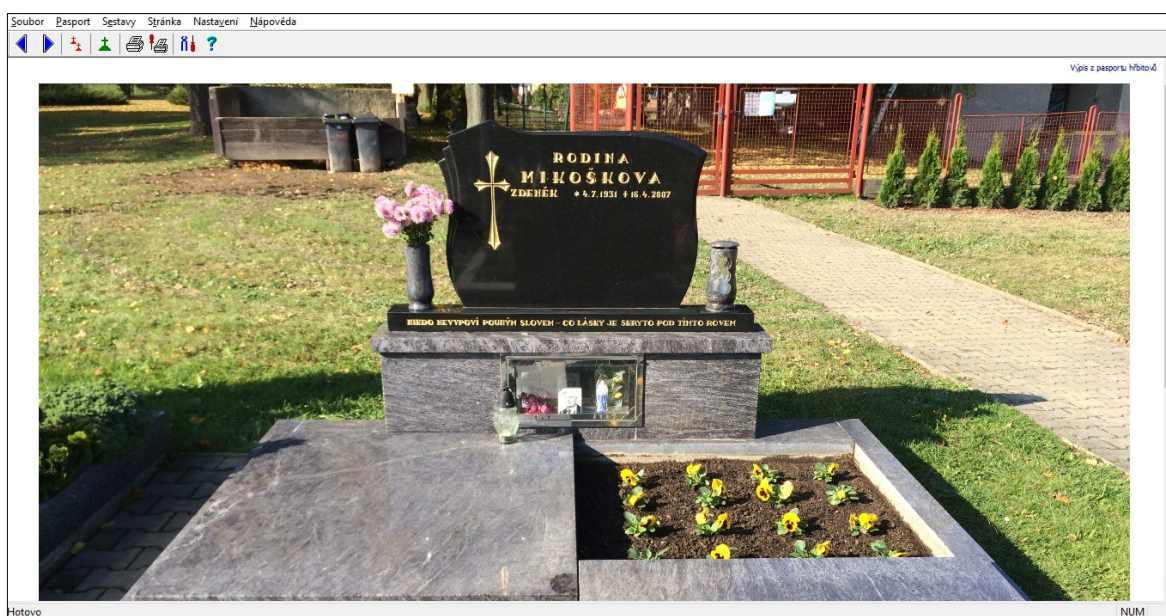 Soubor Pasport Sestavy Stránka Nastavení Nápověda
Výpis z pasportu hřbitovů
RODINA
MIKOŠKOVA
ZDENĚK * 4.7.1931 † 16.4.2007
NIKDO NEVYPOVÍ POUHÝM SLOVEM – CO LÁSKY JE SKRYTO POD TÍMTO ROVEM
Hotovo
NUM